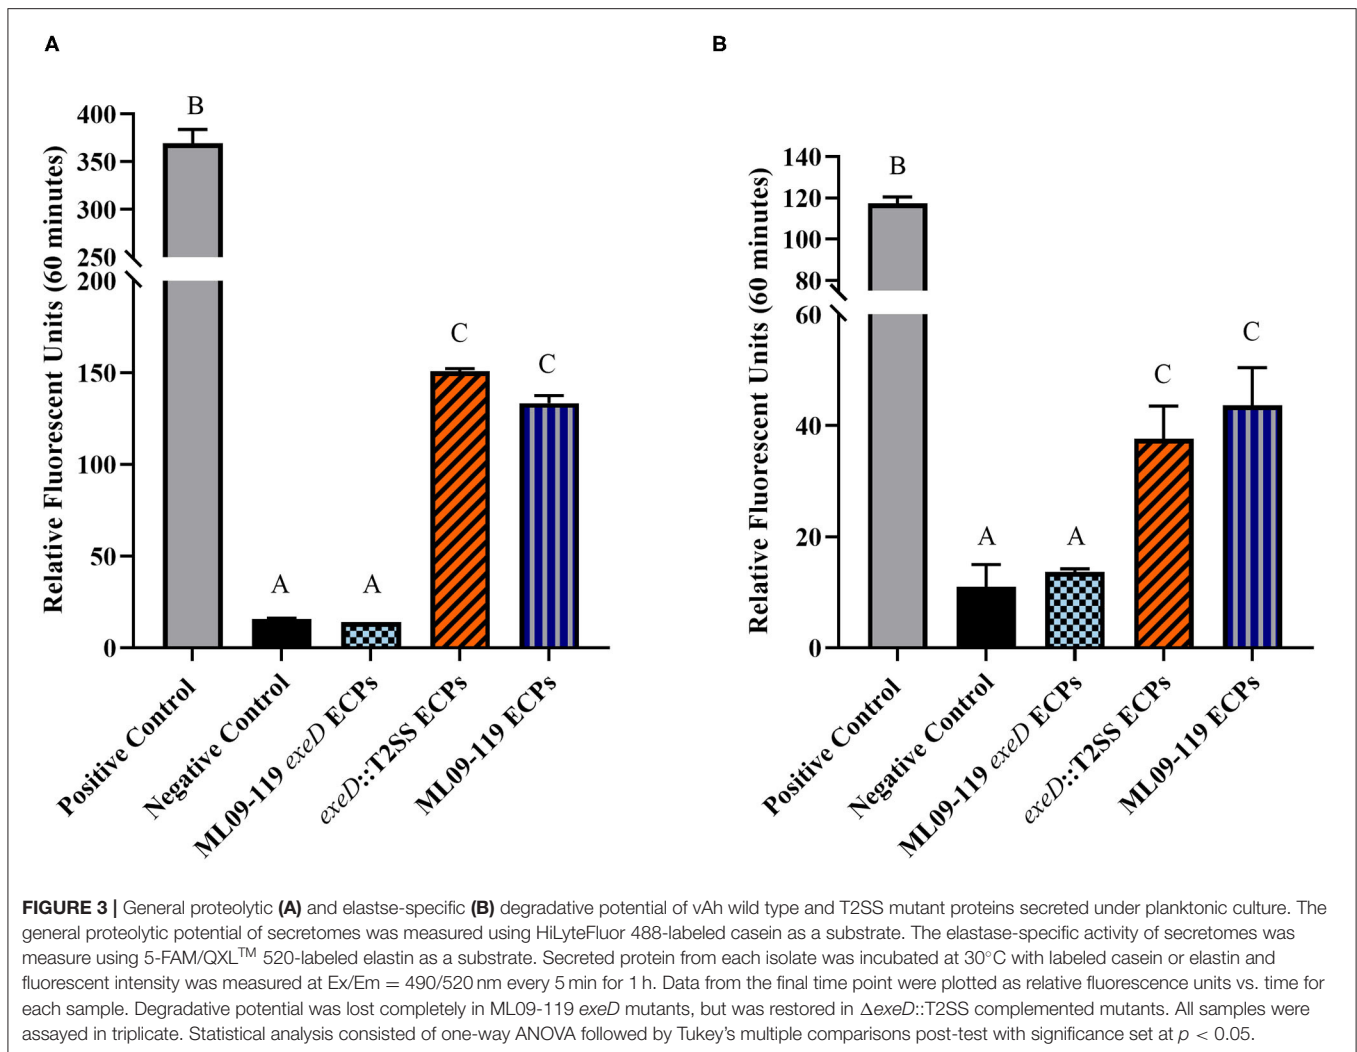 A
Relative Fluorescent Units (60 minutes)
400
350
300
250
200
150
100
50
0
B
A
A
C
C
Positive Control
Negative Control
ML09-119 exeD ECPs
exeD::T2SS ECPs
ML09-119 ECPs
B
Relative Fluorescent Units (60 minutes)
140
120
100
80
60
40
20
0
B
A
A
C
C
Positive Control
Negative Control
ML09-119 exeD ECPs
exeD::T2SS ECPs
ML09-119 ECPs
FIGURE 3 | General proteolytic (A) and elastse-specific (B) degradative potential of vAh wild type and T2SS mutant proteins secreted under planktonic culture. The
general proteolytic potential of secretomes was measured using HiLyteFluor 488-labeled casein as a substrate. The elastase-specific activity of secretomes was
measure using 5-FAM/QXL™ 520-labeled elastin as a substrate. Secreted protein from each isolate was incubated at 30°C with labeled casein or elastin and
fluorescent intensity was measured at Ex/Em = 490/520 nm every 5 min for 1 h. Data from the final time point were plotted as relative fluorescence units vs. time for
each sample. Degradative potential was lost completely in ML09-119 exeD mutants, but was restored in ΔexeD::T2SS complemented mutants. All samples were
assayed in triplicate. Statistical analysis consisted of one-way ANOVA followed by Tukey's multiple comparisons post-test with significance set at p < 0.05.